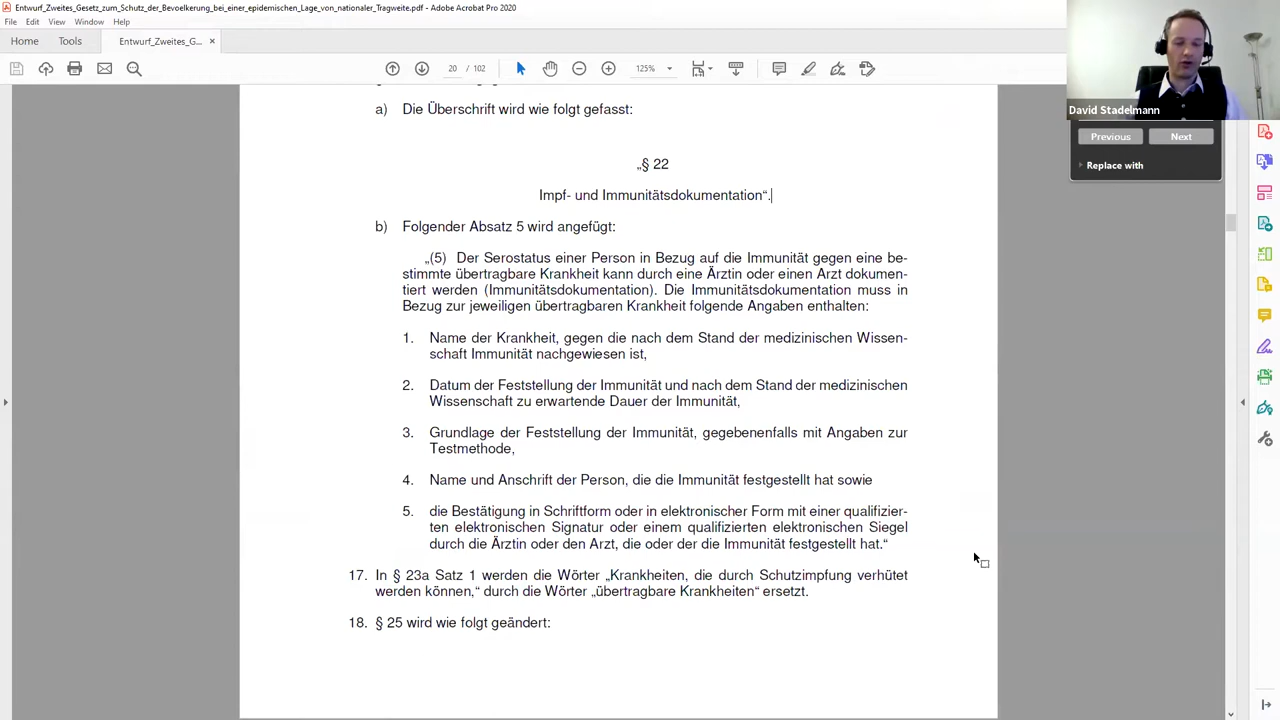 Entwurf_Zweites_Gesetz_zum_Schutz_der_Bevoelkerung_bei_einer_epidemischen_Lage_von_nationaler_Tragweite.pdf - Adobe Acrobat Pro 2020
File Edit View Window Help
Home Tools Entwurf_Zweites_G... ×
20 / 102 125%
David Stadelmann
Previous Next
Replace with
a) Die Überschrift wird wie folgt gefasst:
„§ 22
Impf- und Immunitätsdokumentation“.
b) Folgender Absatz 5 wird angefügt:
„(5) Der Serostatus einer Person in Bezug auf die Immunität gegen eine be-
stimmte übertragbare Krankheit kann durch eine Ärztin oder einen Arzt dokumen-
tiert werden (Immunitätsdokumentation). Die Immunitätsdokumentation muss in
Bezug zur jeweiligen übertragbaren Krankheit folgende Angaben enthalten:
1. Name der Krankheit, gegen die nach dem Stand der medizinischen Wissen-
schaft Immunität nachgewiesen ist,
2. Datum der Feststellung der Immunität und nach dem Stand der medizinischen
Wissenschaft zu erwartende Dauer der Immunität,
3. Grundlage der Feststellung der Immunität, gegebenenfalls mit Angaben zur
Testmethode,
4. Name und Anschrift der Person, die die Immunität festgestellt hat sowie
5. die Bestätigung in Schriftform oder in elektronischer Form mit einer qualifizier-
ten elektronischen Signatur oder einem qualifizierten elektronischen Siegel
durch die Ärztin oder den Arzt, die oder der die Immunität festgestellt hat.“
17. In § 23a Satz 1 werden die Wörter „Krankheiten, die durch Schutzimpfung verhütet
werden können,“ durch die Wörter „übertragbare Krankheiten“ ersetzt.
18. § 25 wird wie folgt geändert: